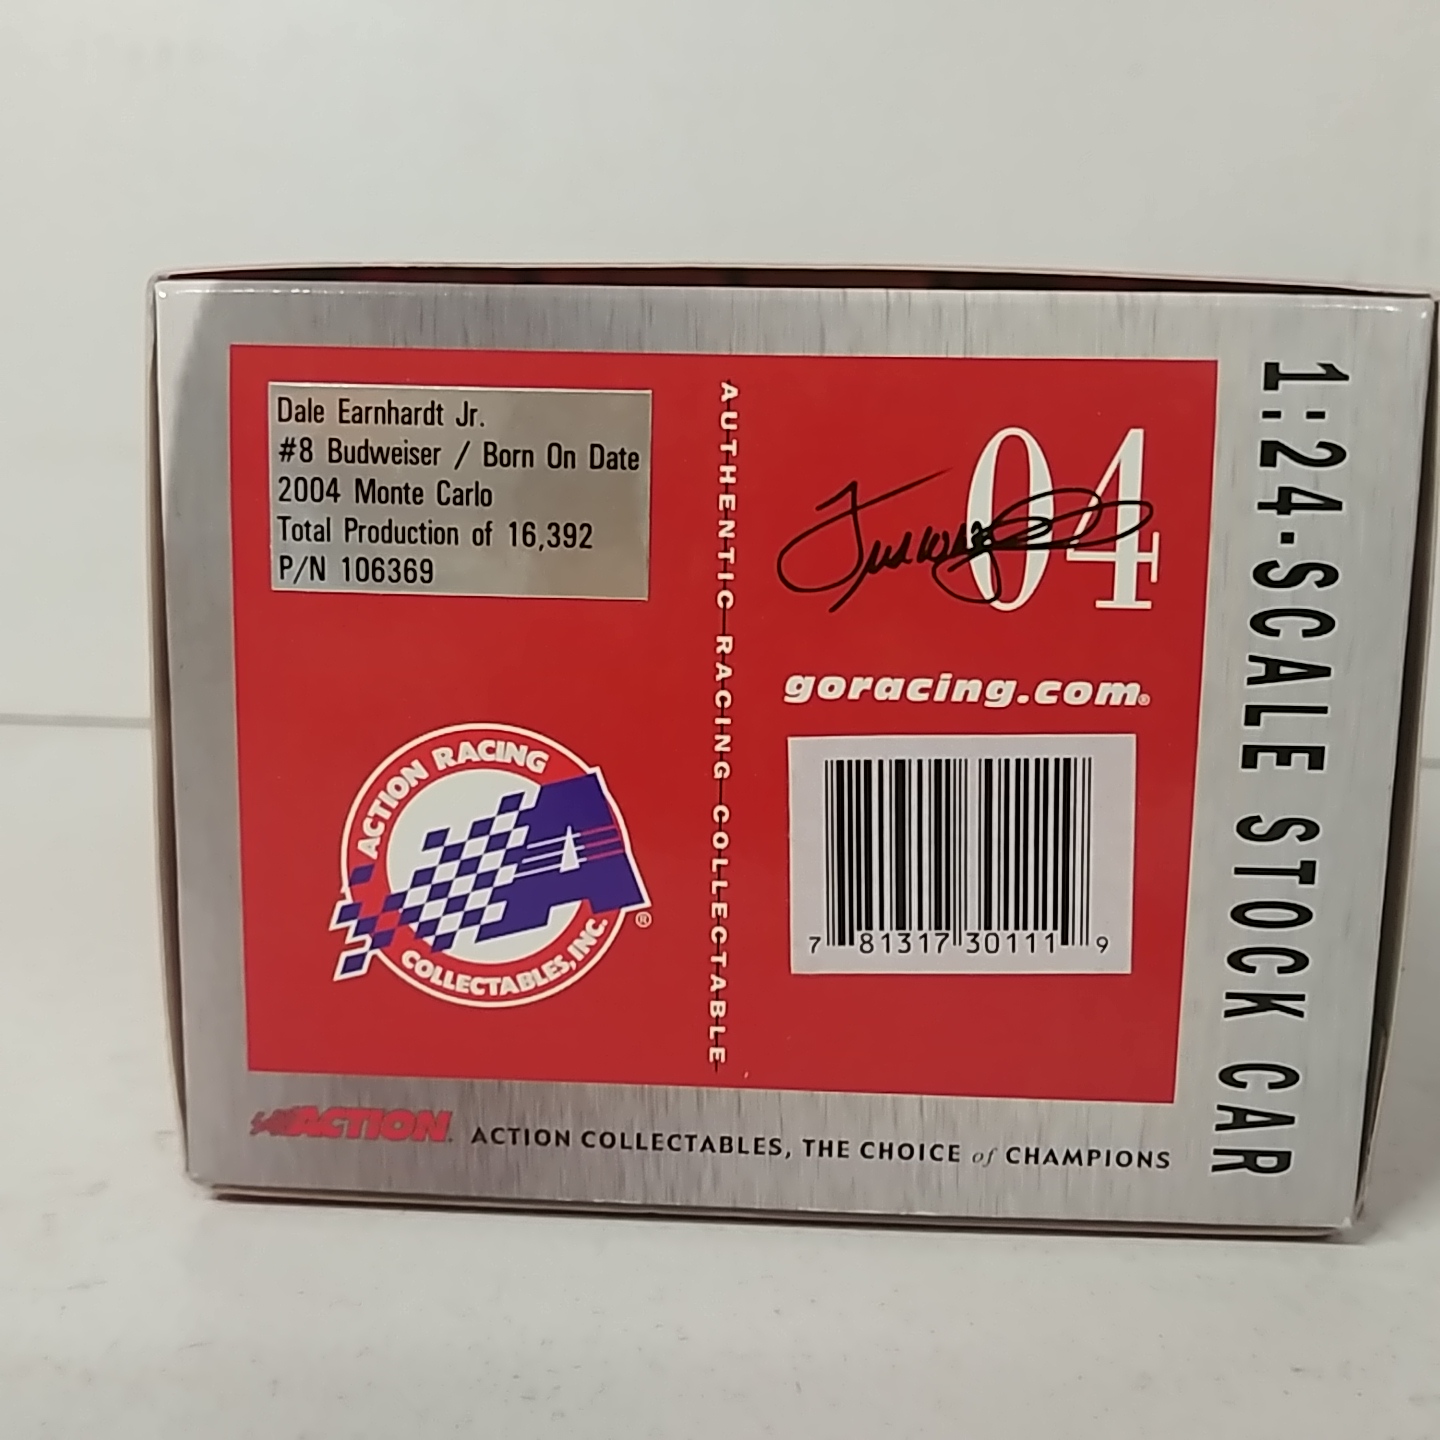 Dale Earnhardt Jr.
#8 Budweiser / Born On Date
2004 Monte Carlo
Total Production of 16,392
P/N 106369
AUTHENTIC RACING COLLECTABLE
04
goracing.com®
7 81317 30111 9
ACTION RACING
COLLECTABLES, INC.
®
ACTION
ACTION COLLECTABLES, THE CHOICE of CHAMPIONS
1:24-SCALE STOCK CAR